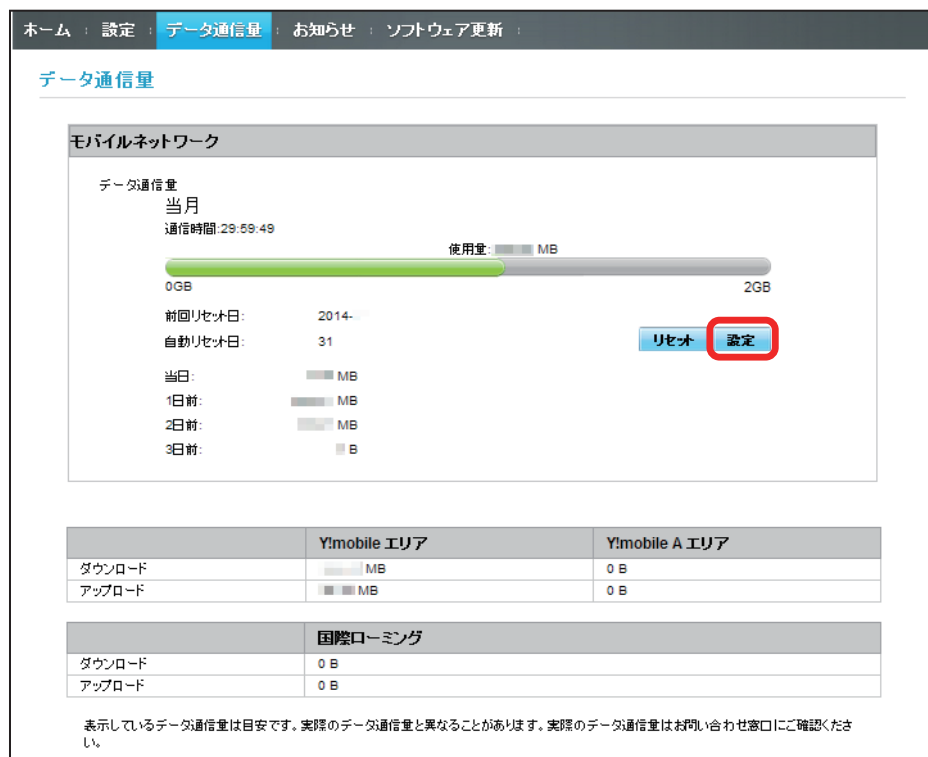 ホーム 設定 データ通信量 お知らせ ソフトウェア更新
データ通信量
モバイルネットワーク
データ通信量
当月
通信時間:29:59:49
使用量: MB
0GB 2GB
前回リセット日: 2014-
自動リセット日: 31
リセット 設定
当日: MB
1日前: MB
2日前: MB
3日前: B
Y!mobile エリア Y!mobile A エリア
ダウンロード MB 0 B
アップロード MB 0 B
国際ローミング
ダウンロード 0 B
アップロード 0 B
表示しているデータ通信量は目安です。実際のデータ通信量と異なることがあります。実際のデータ通信量はお問い合わせ窓口にご確認くださ
い。